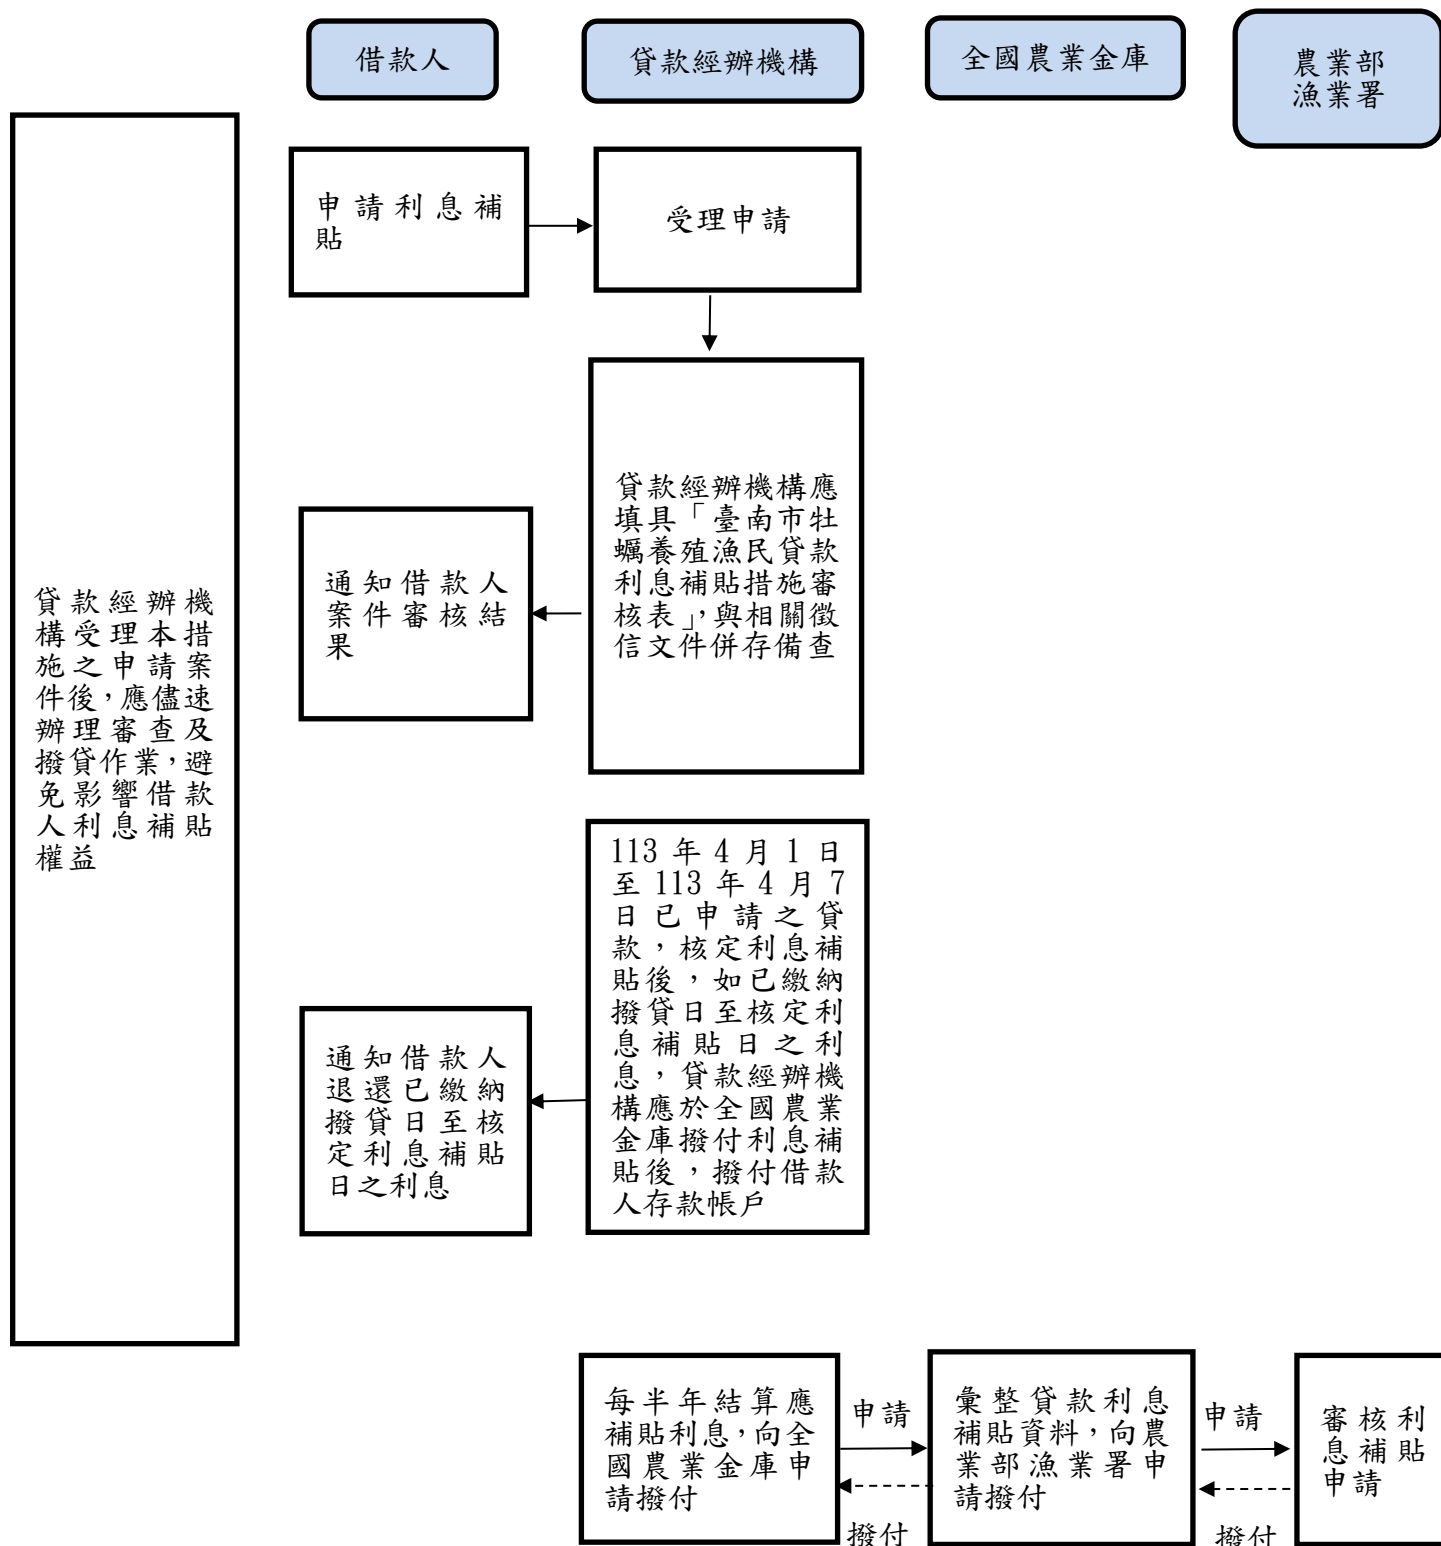 借款人
貸款經辦機構
全國農業金庫
農業部
漁業署
申請利息補
貼
受理申請
貸款經辦機構應
填具「臺南市牡
蠣養殖漁民貸款
利息補貼措施審
核表」,與相關徵
信文件併存備查
通知借款人
案件審核結
果
貸款經辦機
構受理本措
施之申請案
件後,應儘速
辦理審查及
撥貸作業,避
免影響借款
人利息補貼
權益
113 年 4 月 1 日
至 113 年 4 月 7
日已申請之貸
款，核定利息補
貼後，如已繳納
撥貸日至核定利
息補貼日之利
息，貸款經辦機
構應於全國農業
金庫撥付利息補
貼後，撥付借款
人存款帳戶
通知借款人
退還已繳納
撥貸日至核
定利息補貼
日之利息
每半年結算應
補貼利息,向全
國農業金庫申
請撥付
申請
撥付
彙整貸款利息
補貼資料,向農
業部漁業署申
請撥付
申請
撥付
審核利
息補貼
申請